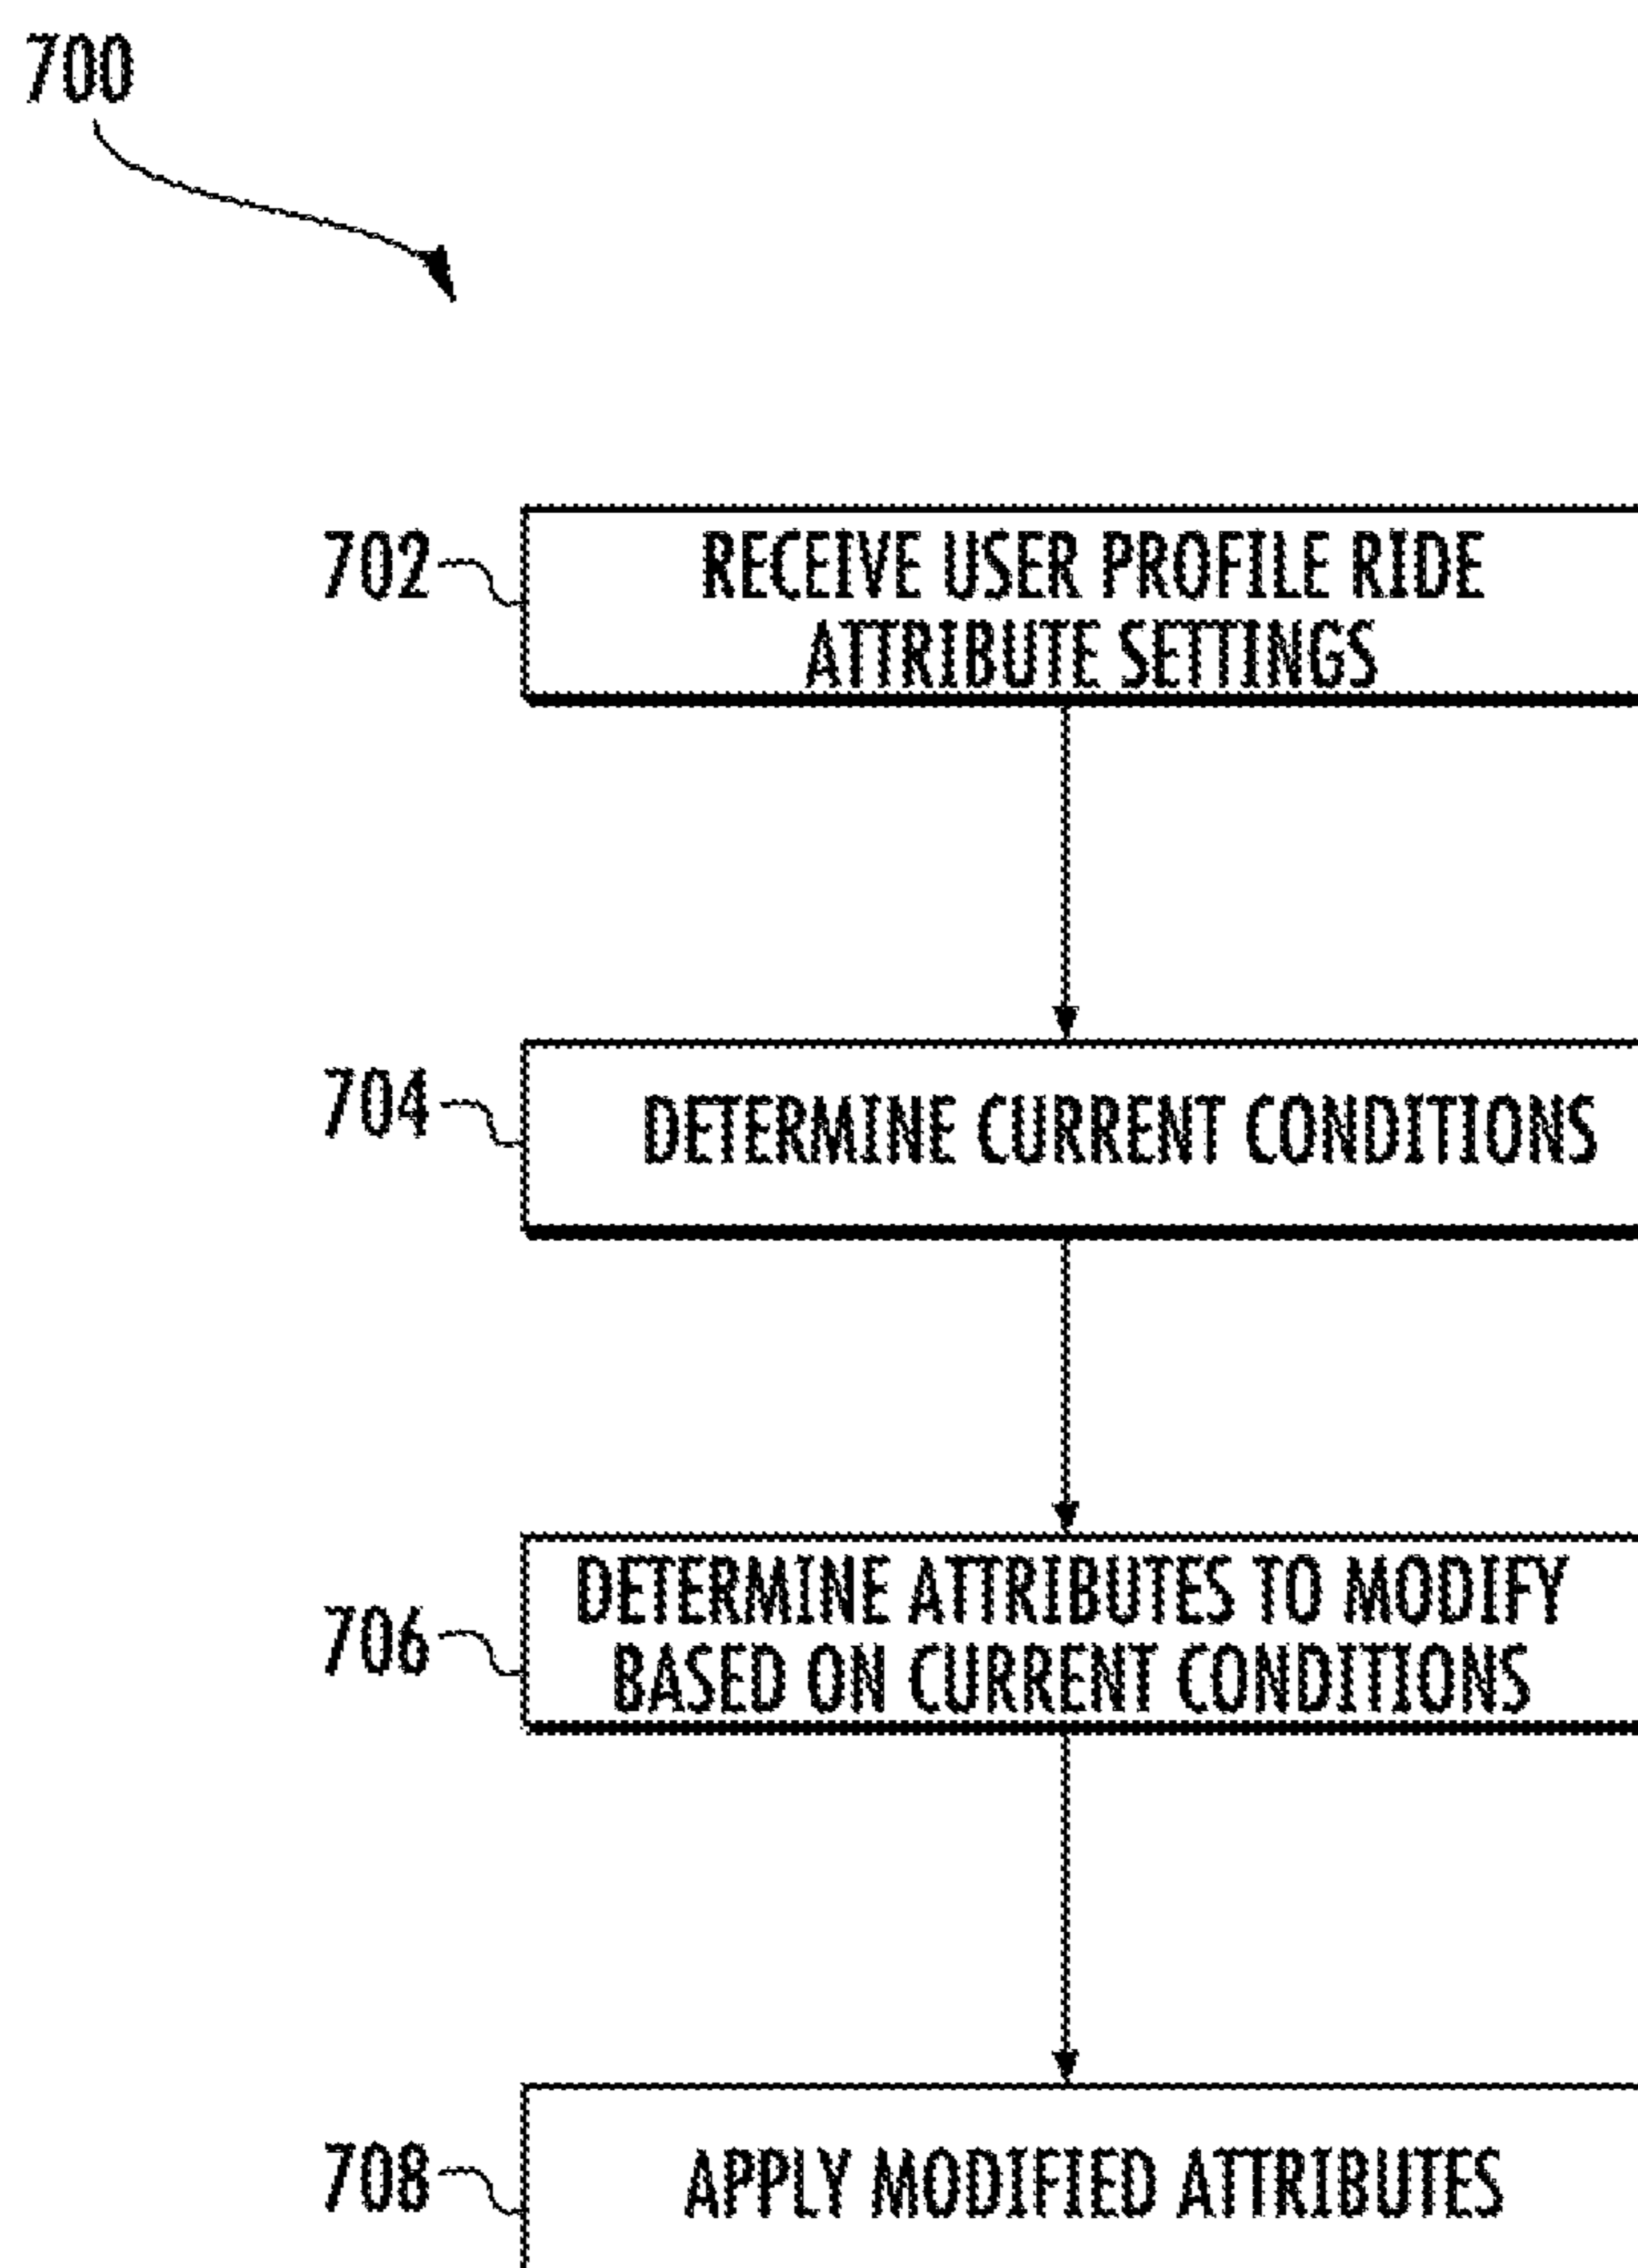 700
702
RECEIVE USER PROFILE RIDE
ATTRIBUTE SETTINGS
704
DETERMINE CURRENT CONDITIONS
706
DETERMINE ATTRIBUTES TO MODIFY
BASED ON CURRENT CONDITIONS
708
APPLY MODIFIED ATTRIBUTES